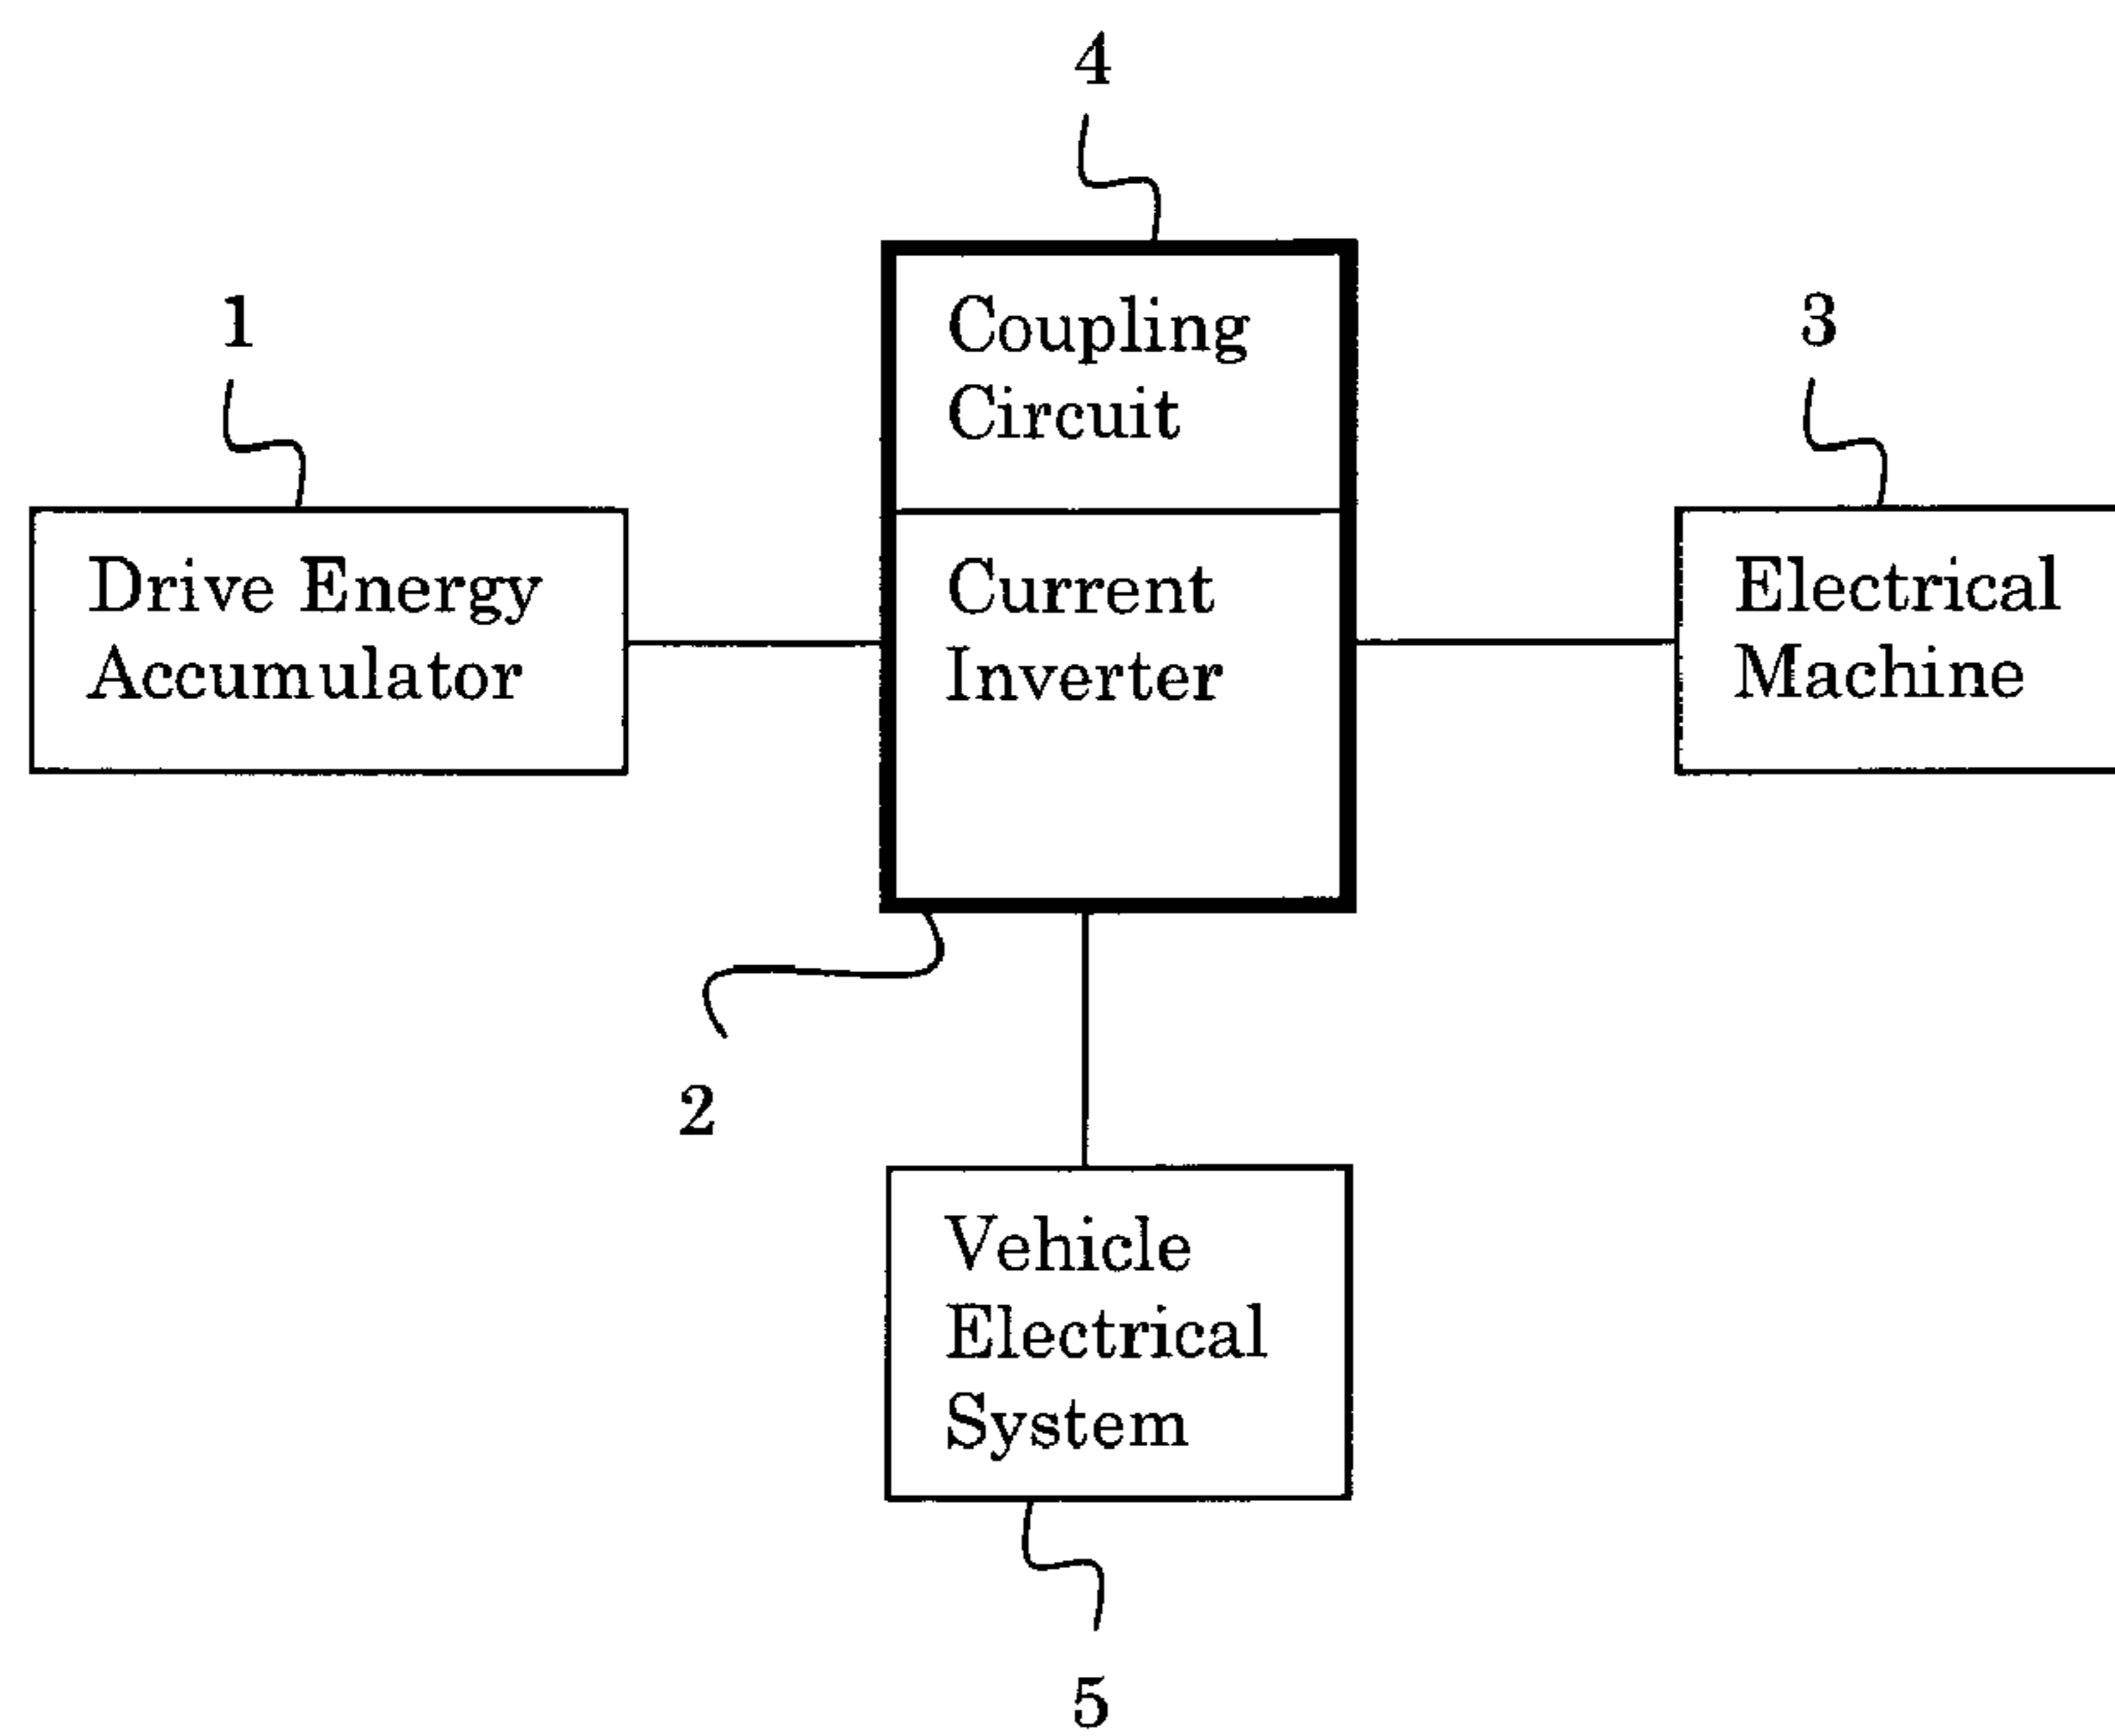 4
Coupling
Circuit
1
3
Drive Energy
Accumulator
Current
Inverter
Electrical
Machine
2
Vehicle
Electrical
System
5